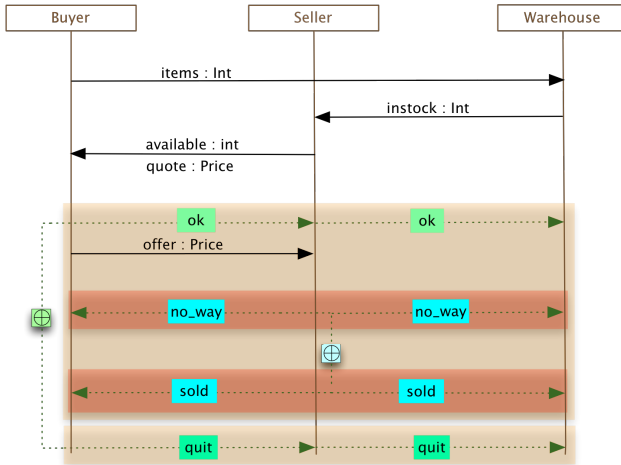 Buyer Seller Warehouse
items : Int
instock : Int
available : int
quote : Price
ok ok
offer : Price
no_way no_way
sold sold
quit quit